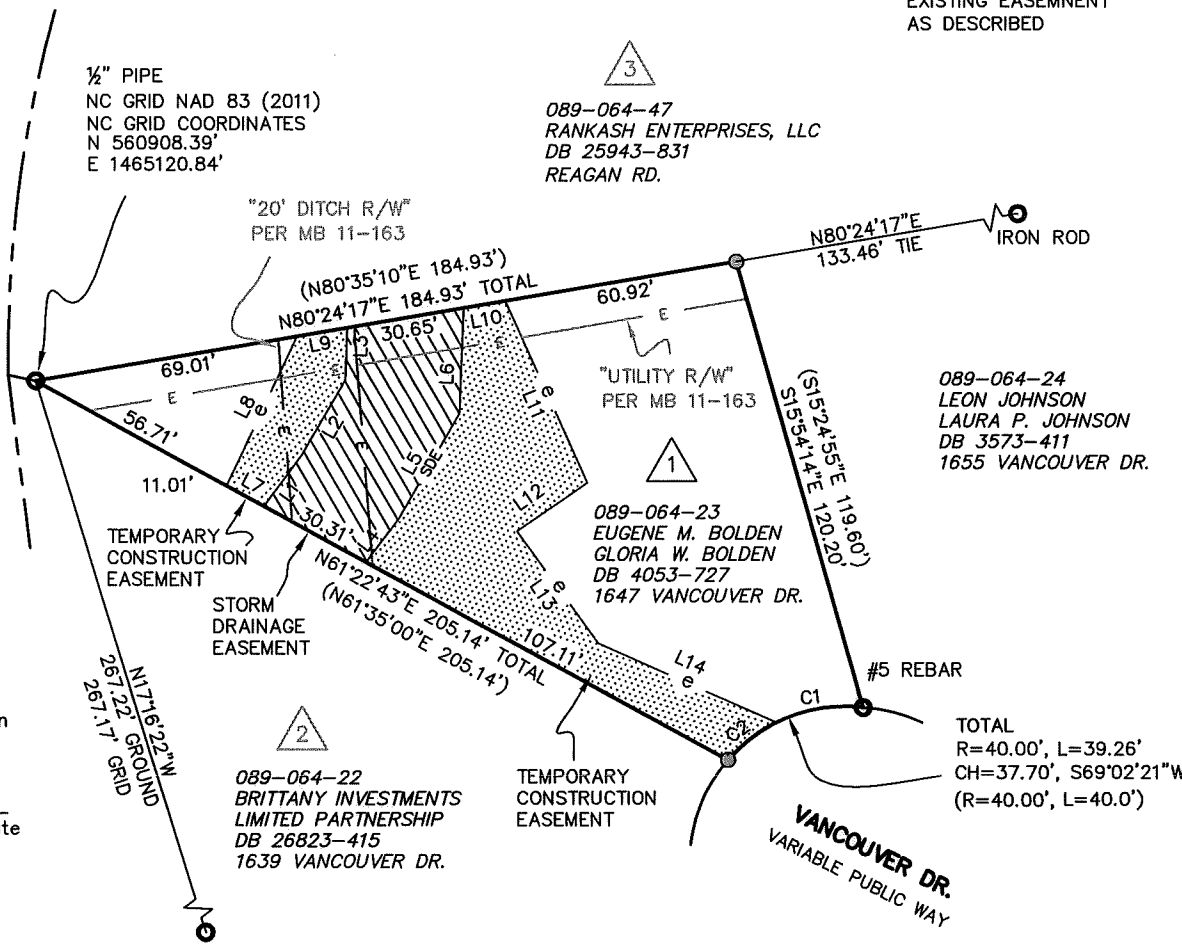 EXISTING EASEMNENT
AS DESCRIBED
½" PIPE
NC GRID NAD 83 (2011)
NC GRID COORDINATES
N 560908.39'
E 1465120.84'
3
089-064-47
RANKASH ENTERPRISES, LLC
DB 25943-831
REAGAN RD.
"20' DITCH R/W"
PER MB 11-163
N80°24'17"E
133.46' TIE
IRON ROD
(N80°35'10"E 184.93')
N80°24'17"E 184.93' TOTAL
60.92'
69.01'
L9
L3
30.65'
L10
E
E
E
E
"UTILITY R/W"
PER MB 11-163
56.71'
L8
e
E
L2
L6
e
L11
(S15°24'55"E 119.60')
S15°54'14"E 120.20'
089-064-24
LEON JOHNSON
LAURA P. JOHNSON
DB 3573-411
1655 VANCOUVER DR.
11.01'
L7
L5
SDE
L12
1
089-064-23
EUGENE M. BOLDEN
GLORIA W. BOLDEN
DB 4053-727
1647 VANCOUVER DR.
30.31'
L4
TEMPORARY
CONSTRUCTION
EASEMENT
STORM
DRAINAGE
EASEMENT
N61°22'43"E 205.14' TOTAL
(N61°35'00"E 205.14')
e
L13
107.11'
L14
e
#5 REBAR
C1
C2
N17°16'22"W
267.22' GROUND
267.17' GRID
2
089-064-22
BRITTANY INVESTMENTS
LIMITED PARTNERSHIP
DB 26823-415
1639 VANCOUVER DR.
TEMPORARY
CONSTRUCTION
EASEMENT
TOTAL
R=40.00', L=39.26'
CH=37.70', S69°02'21"W
(R=40.00', L=40.0')
VANCOUVER DR.
VARIABLE PUBLIC WAY